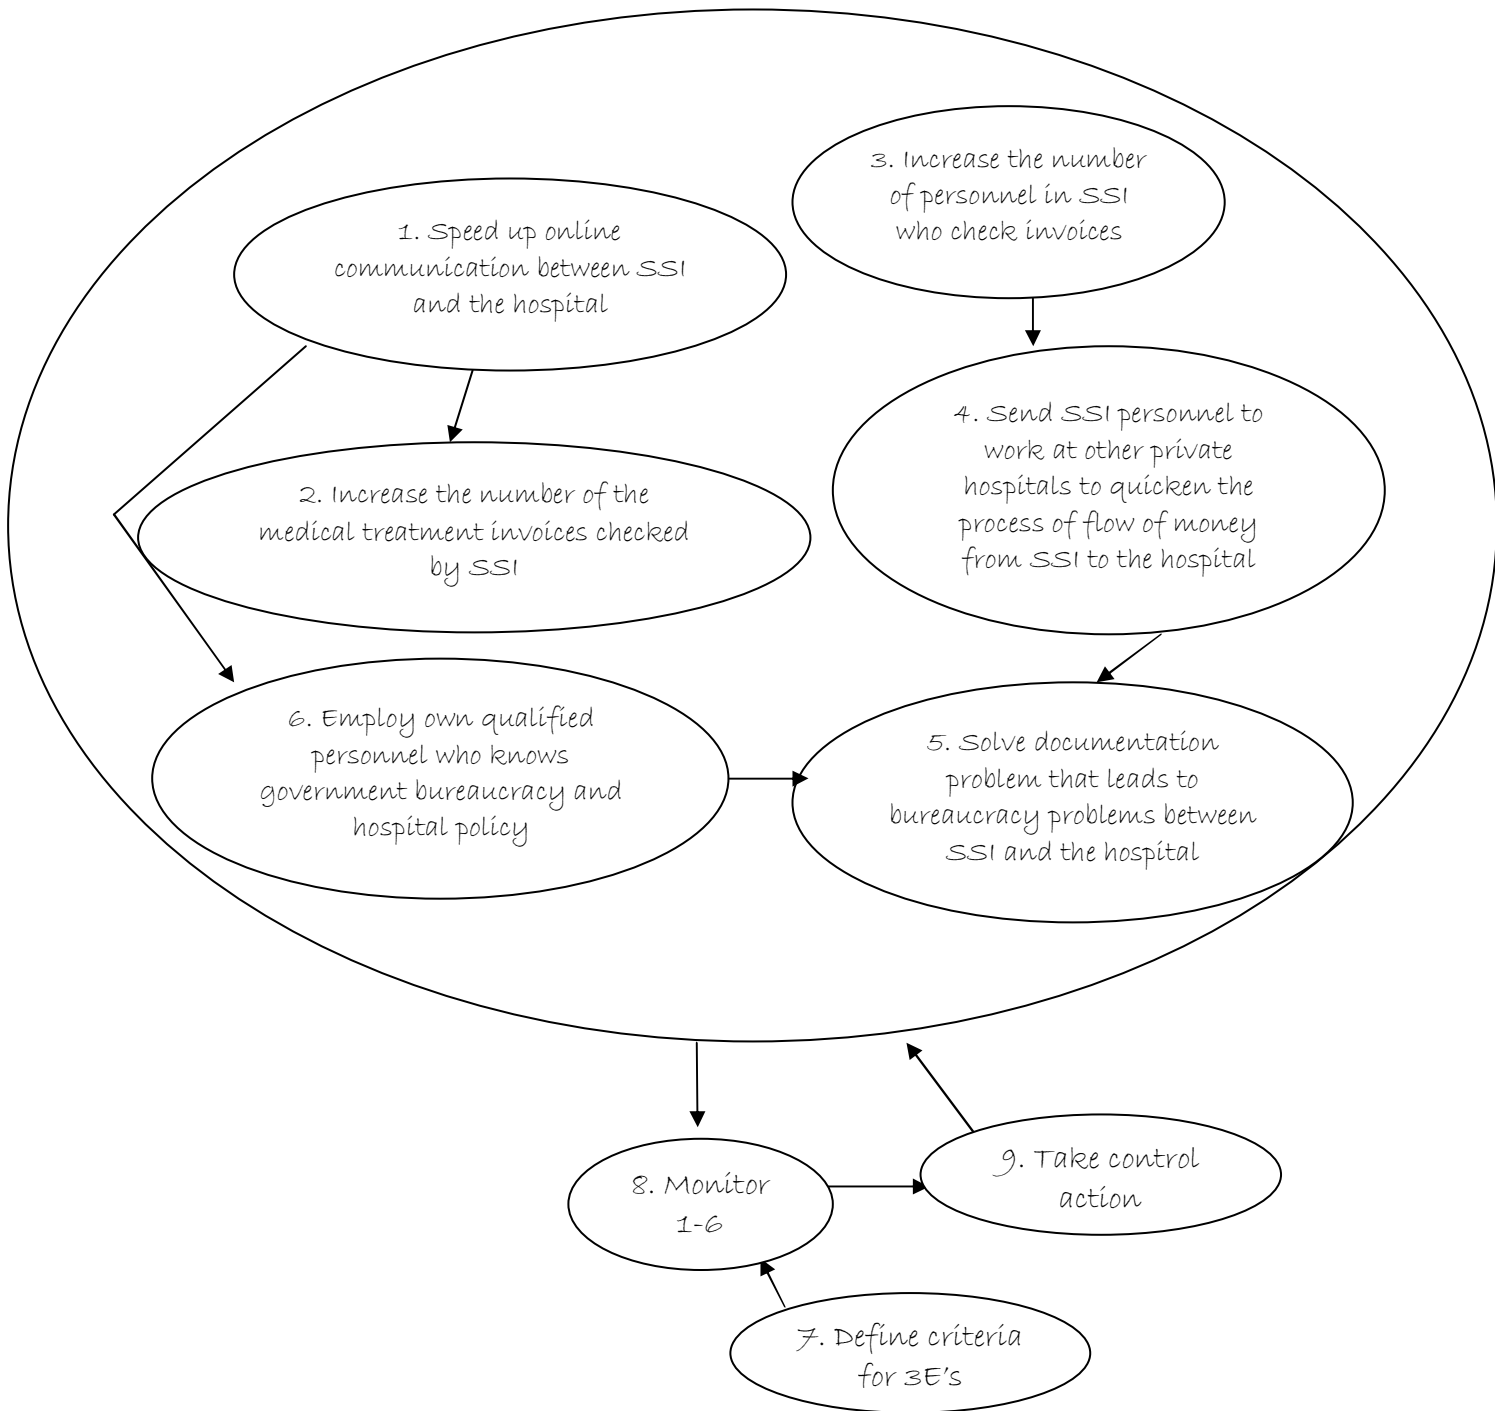 1. Speed up online
communication between SSI
and the hospital
3. Increase the number
of personnel in SSI
who check invoices
2. Increase the number of the
medical treatment invoices checked
by SSI
4. Send SSI personnel to
work at other private
hospitals to quicken the
process of flow of money
from SSI to the hospital
6. Employ own qualified
personnel who knows
government bureaucracy and
hospital policy
5. Solve documentation
problem that leads to
bureaucracy problems between
SSI and the hospital
8. Monitor
1-6
9. Take control
action
7. Define criteria
for 3E's